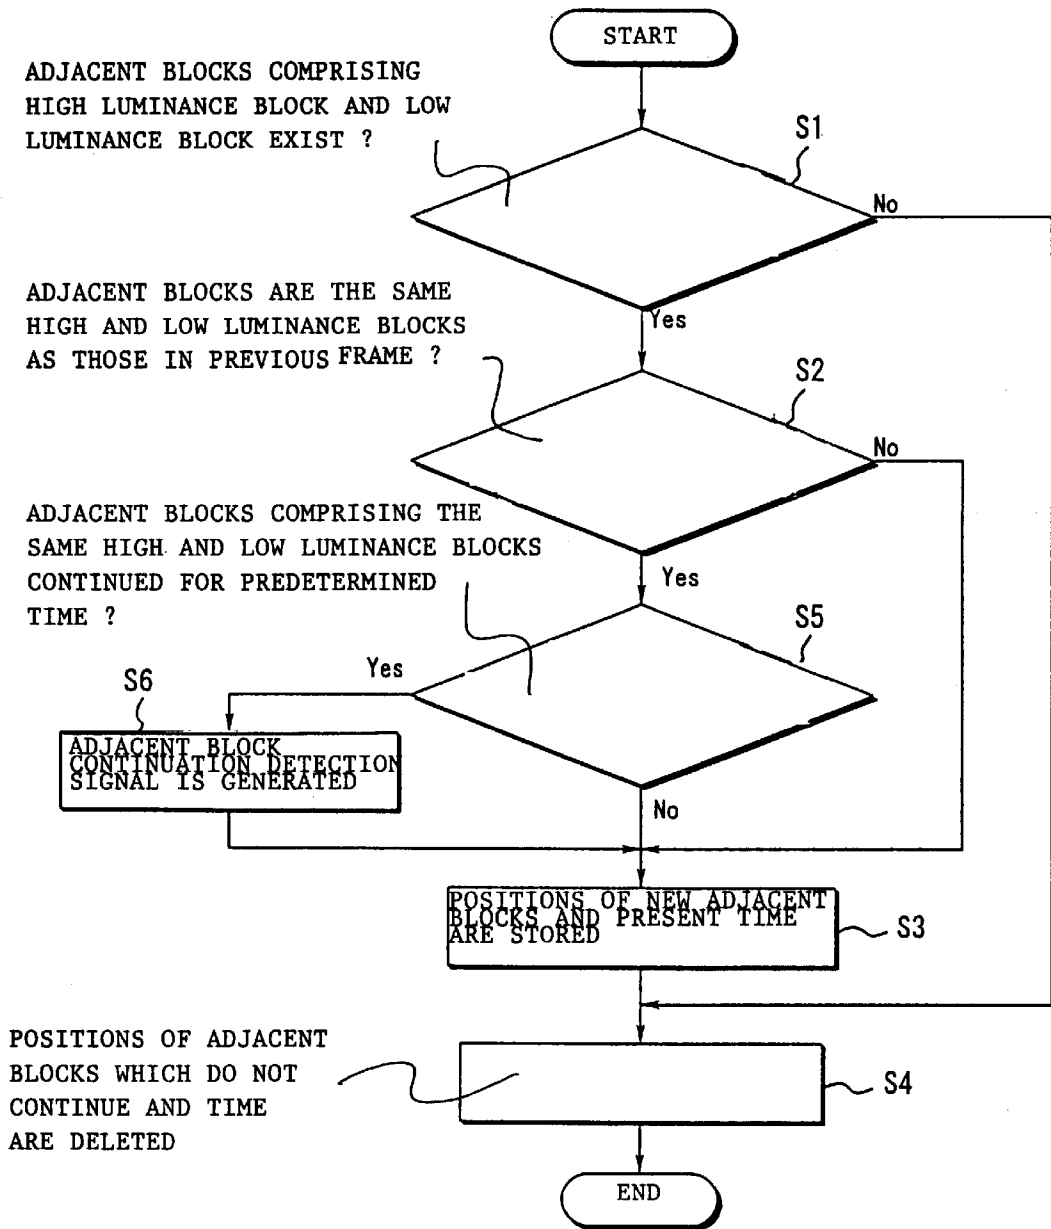 START
ADJACENT BLOCKS COMPRISING
HIGH LUMINANCE BLOCK AND LOW
LUMINANCE BLOCK EXIST ?
S1
No
Yes
ADJACENT BLOCKS ARE THE SAME
HIGH AND LOW LUMINANCE BLOCKS
AS THOSE IN PREVIOUS FRAME ?
S2
No
Yes
ADJACENT BLOCKS COMPRISING THE
SAME HIGH AND LOW LUMINANCE BLOCKS
CONTINUED FOR PREDETERMINED
TIME ?
S5
Yes
No
S6
ADJACENT BLOCK
CONTINUATION DETECTION
SIGNAL IS GENERATED
POSITIONS OF NEW ADJACENT
BLOCKS AND PRESENT TIME
ARE STORED
S3
POSITIONS OF ADJACENT
BLOCKS WHICH DO NOT
CONTINUE AND TIME
ARE DELETED
S4
END